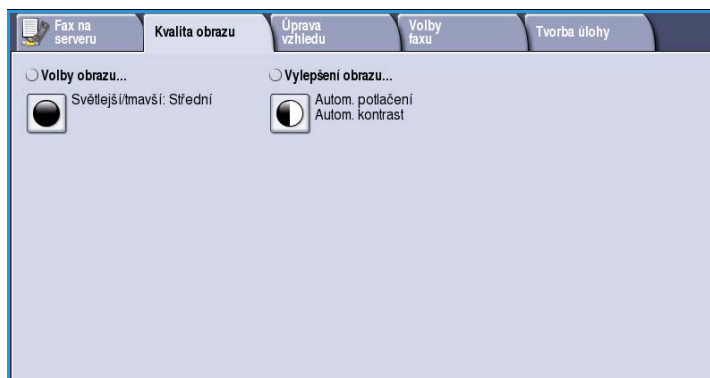 Fax na
serveru
Kvalita obrazu
Úprava
vzhledu
Volby
faxu
Tvorba úlohy
Volby obrazu...
Světlejší/tmavší: Střední
Vylepšení obrazu...
Autom. potlačení
Autom. kontrast